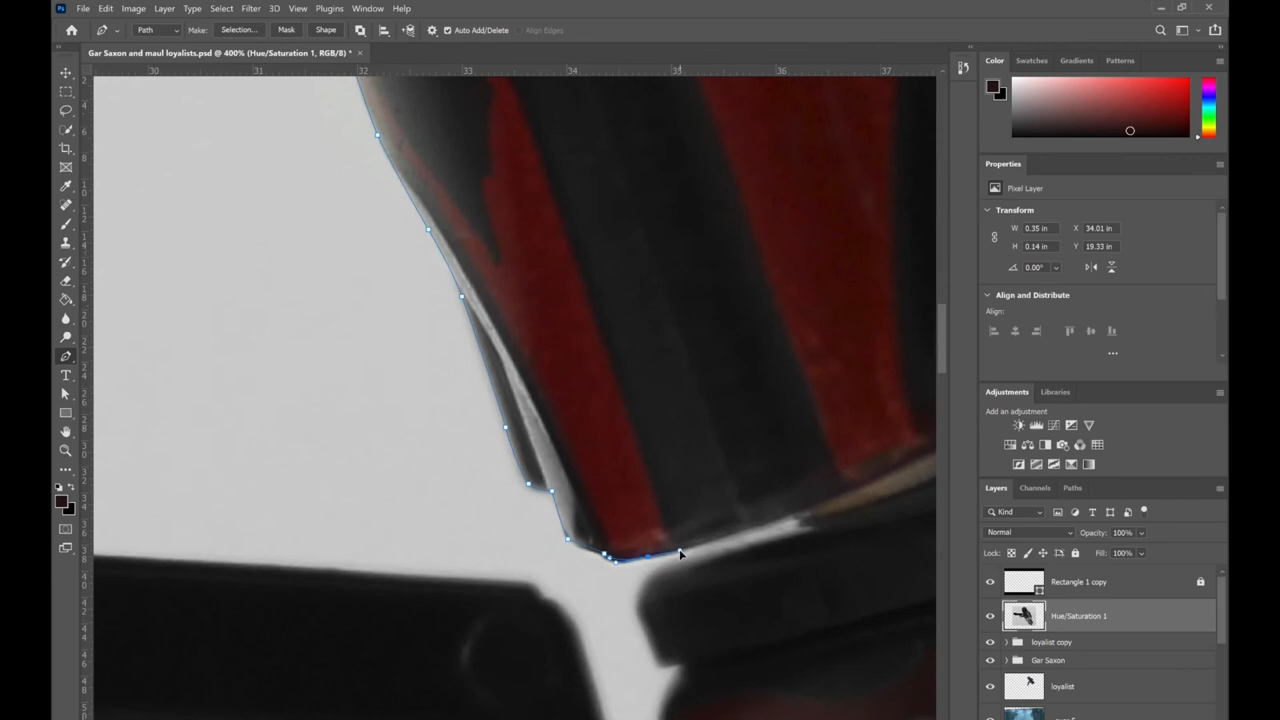 Ps File Edit Image Layer Type Select Filter 3D View Plugins Window Help
Path Make: Selection... Mask Shape Auto Add/Delete Align Edges
Gar Saxon and maul loyalists.psd @ 400% (Hue/Saturation 1, RGB/8) *
30 31 32 33 34 35 36 37
Color Swatches Gradients Patterns
Properties
Pixel Layer
Transform
W 0.35 in X 34.01 in
H 0.14 in Y 19.33 in
0.00°
Align and Distribute
Align:
Adjustments Libraries
Add an adjustment
Layers Channels Paths
Kind
Normal Opacity: 100%
Lock: Fill: 100%
Rectangle 1 copy
Hue/Saturation 1
loyalist copy
Gar Saxon
loyalist